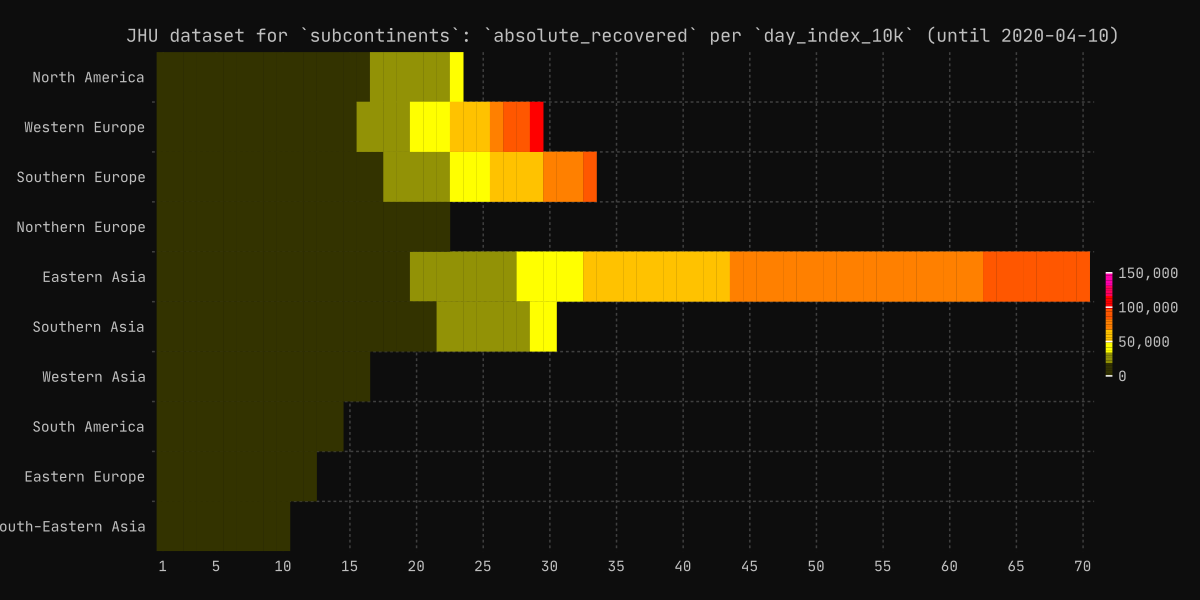 JHU dataset for `subcontinents`: `absolute_recovered` per `day_index_10k` (until 2020-04-10)
North America
Western Europe
Southern Europe
Northern Europe
Eastern Asia
Southern Asia
Western Asia
South America
Eastern Europe
outh-Eastern Asia
150,000
100,000
50,000
0
1 5 10 15 20 25 30 35 40 45 50 55 60 65 70